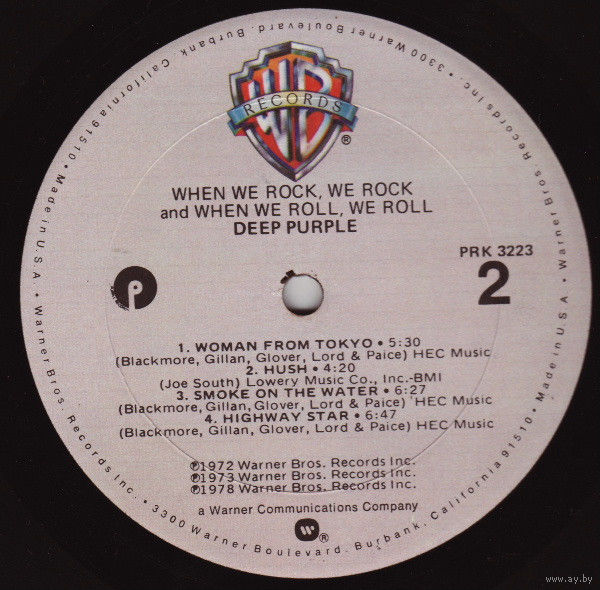 WB
RECORDS
®
WHEN WE ROCK, WE ROCK
and WHEN WE ROLL, WE ROLL
DEEP PURPLE
PRK 3223
2
P
1. WOMAN FROM TOKYO • 5:30
(Blackmore, Gillan, Glover, Lord & Paice) HEC Music
2. HUSH • 4:20
(Joe South) Lowery Music Co., Inc.-BMI
3. SMOKE ON THE WATER • 6:27
(Blackmore, Gillan, Glover, Lord & Paice) HEC Music
4. HIGHWAY STAR • 6:47
(Blackmore, Gillan, Glover, Lord & Paice) HEC Music
℗1972 Warner Bros. Records Inc.
℗1973 Warner Bros. Records Inc.
℗1978 Warner Bros. Records Inc.
a Warner Communications Company
W®
Warner Bros. Records Inc. • 3300 Warner Boulevard, Burbank, California 91510 • Made in U.S.A. •
Warner Bros. Records Inc. • 3300 Warner Boulevard, Burbank, California 91510 • Made in U.S.A. •
www.ay.by